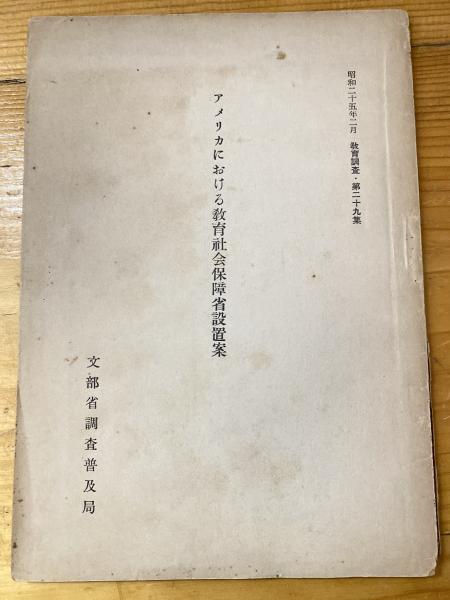 昭和二十五年二月　教育調査・第二十九集
アメリカにおける教育社会保障省設置案
文部省調査普及局